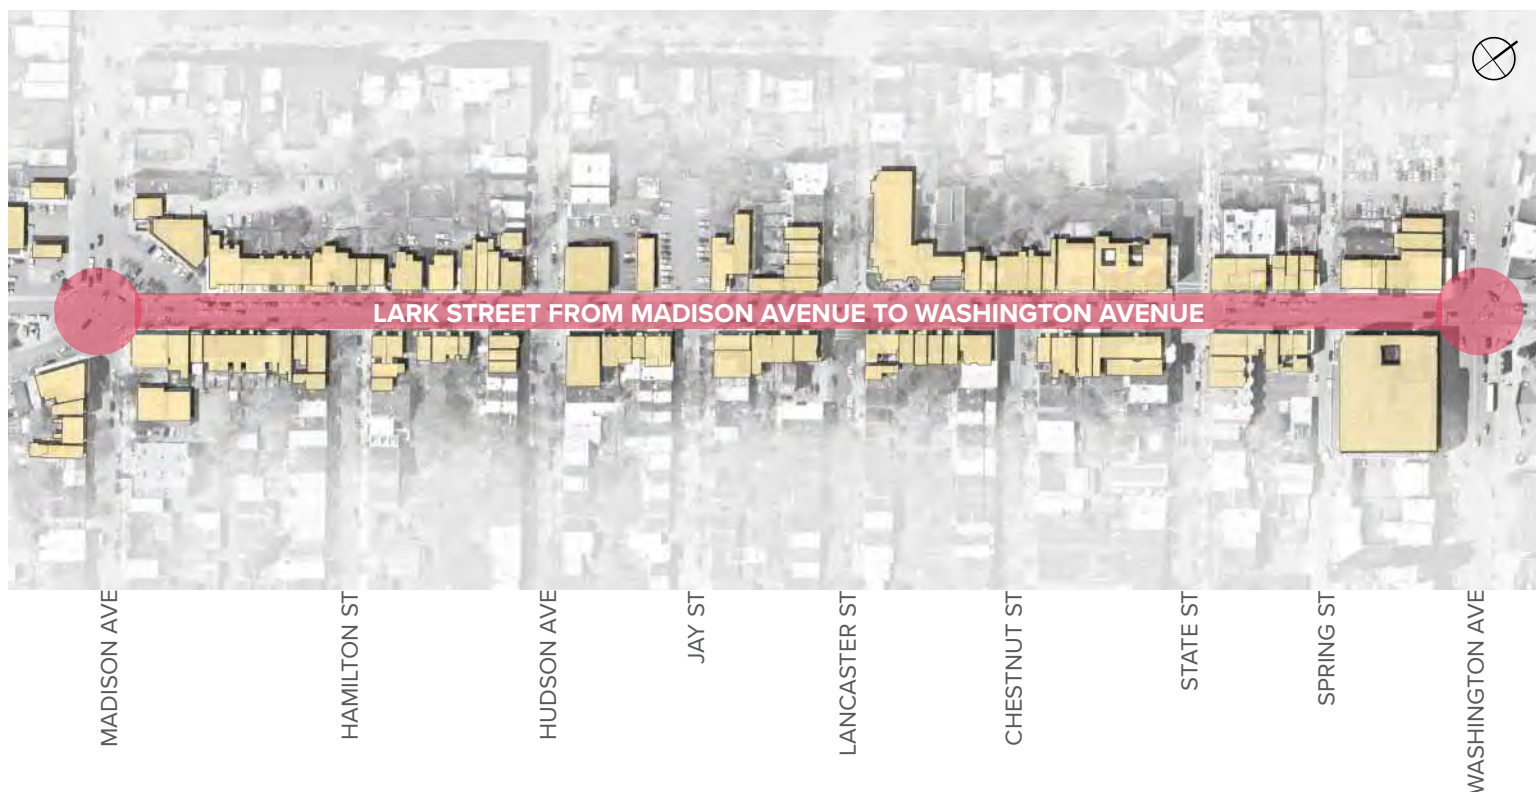 LARK STREET FROM MADISON AVENUE TO WASHINGTON AVENUE
MADISON AVE
HAMILTON ST
HUDSON AVE
JAY ST
LANCASTER ST
CHESTNUT ST
STATE ST
SPRING ST
WASHINGTON AVE